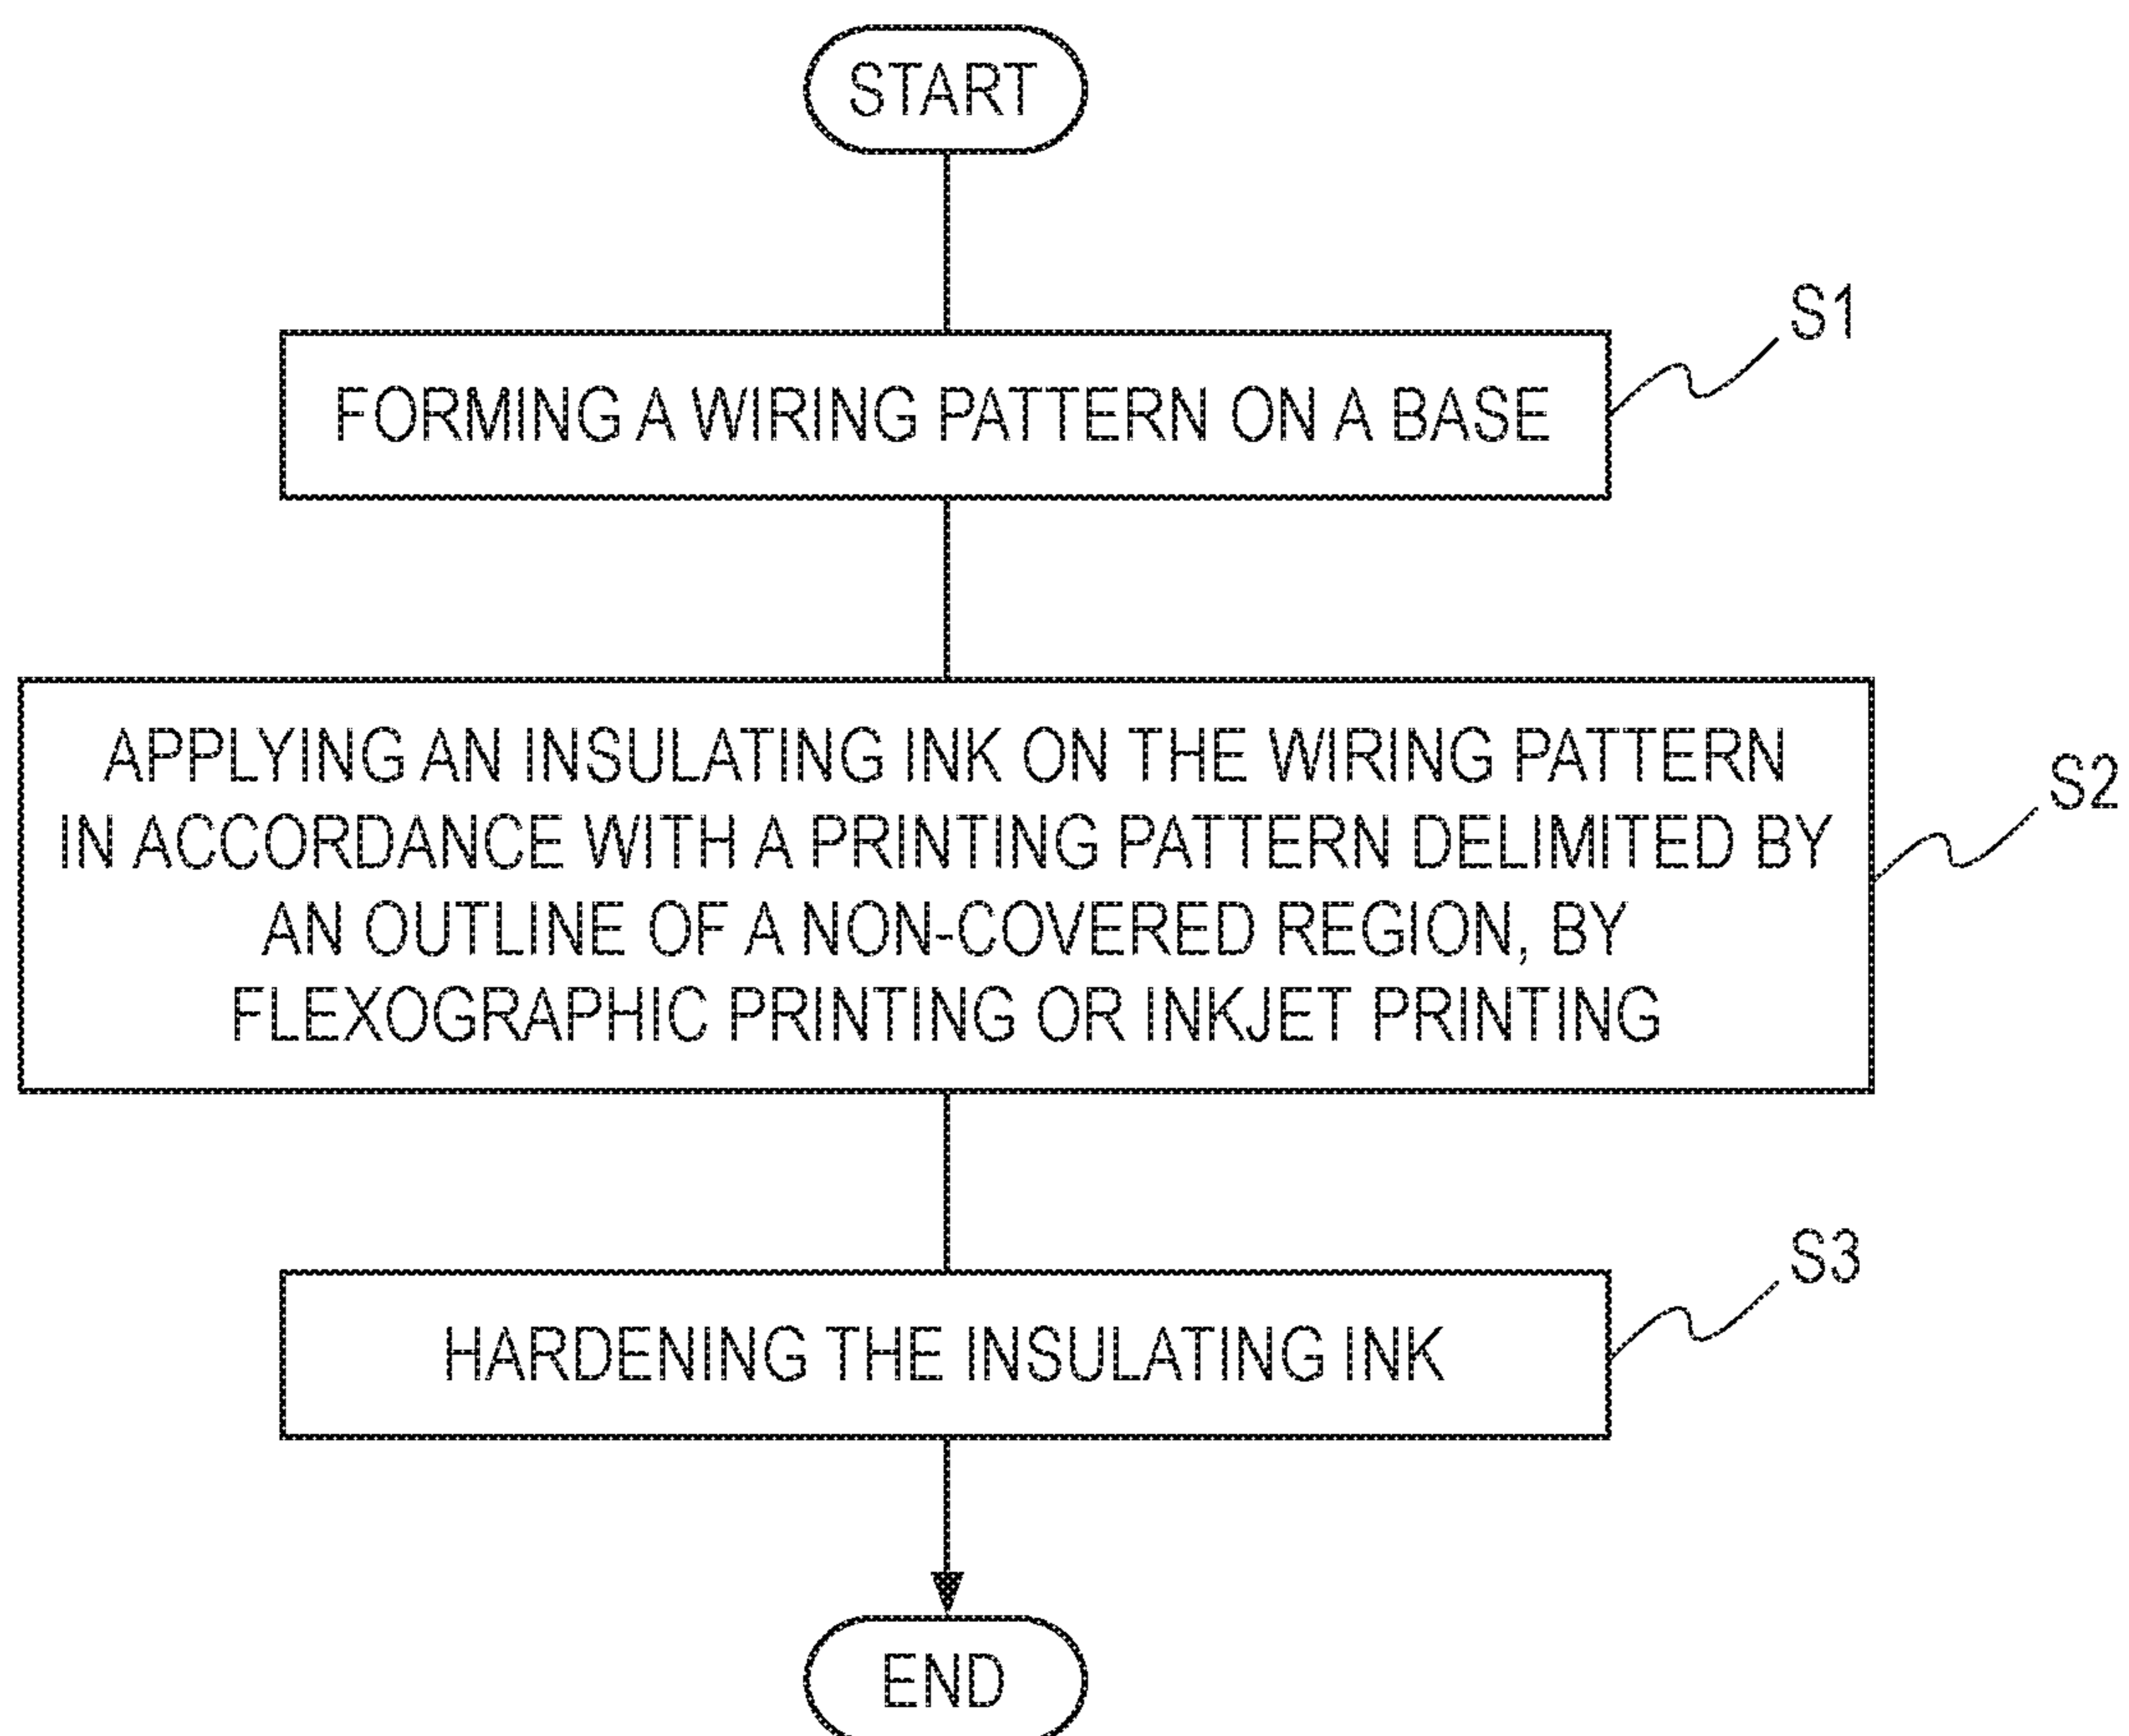 START
S1
FORMING A WIRING PATTERN ON A BASE
APPLYING AN INSULATING INK ON THE WIRING PATTERN
IN ACCORDANCE WITH A PRINTING PATTERN DELIMITED BY
AN OUTLINE OF A NON-COVERED REGION, BY
FLEXOGRAPHIC PRINTING OR INKJET PRINTING
S2
S3
HARDENING THE INSULATING INK
END